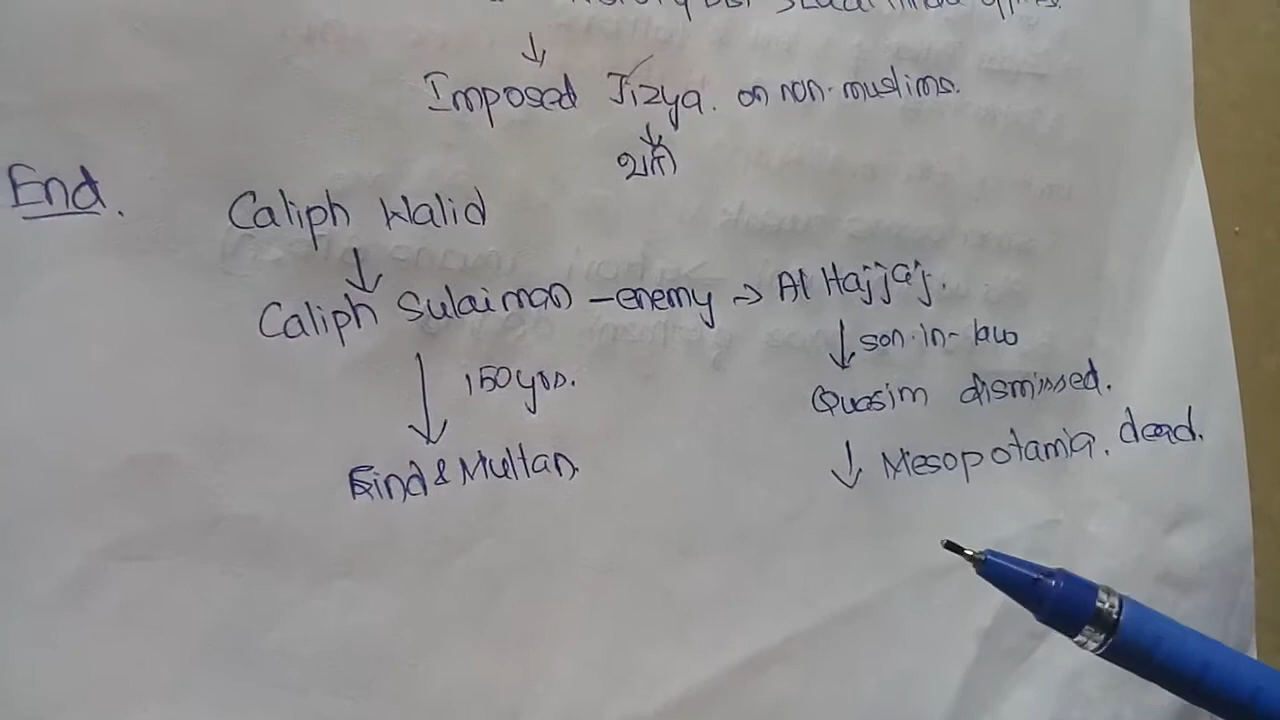 Imposed Jizya. on non-muslims.
வரி
End.
Caliph Walid
Caliph Sulaiman - enemy → Al Hajjaj.
↓ son-in-law
↓ 150 yrs.
Quasim dismissed.
Sind & Multan
↓ Mesopotamia. dead.